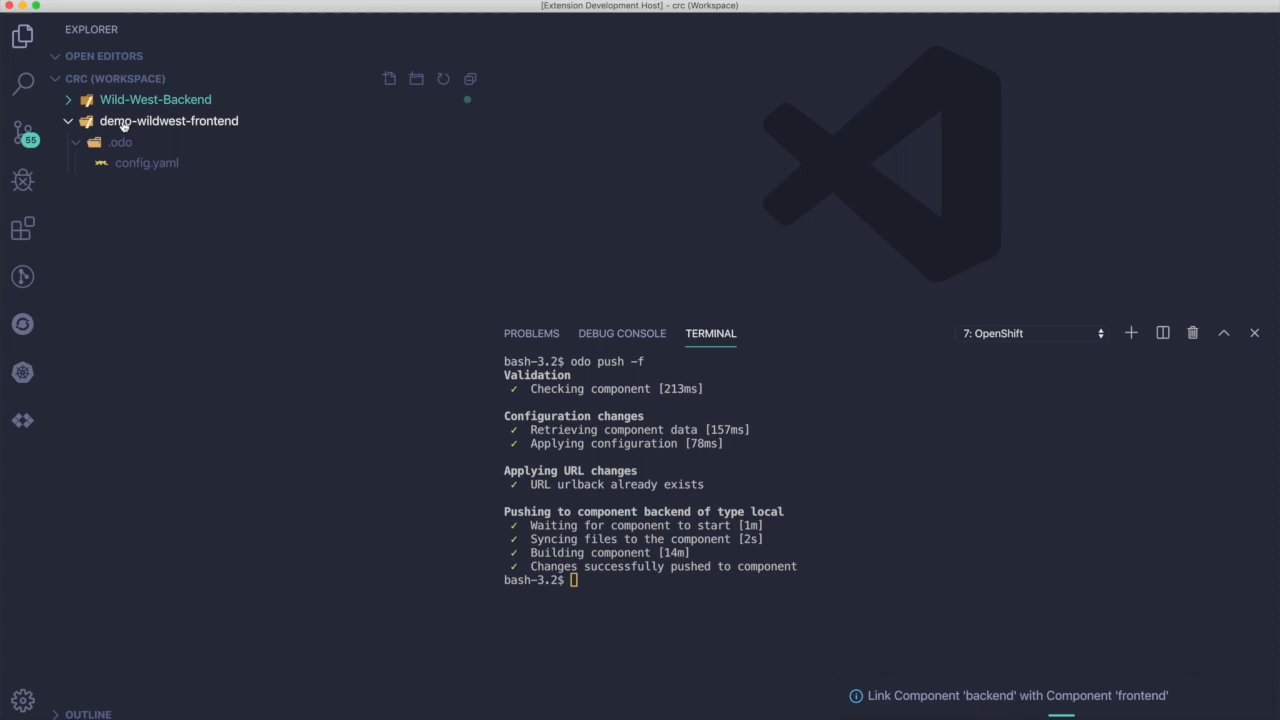 [Extension Development Host] - crc (Workspace)
EXPLORER
OPEN EDITORS
CRC (WORKSPACE)
Wild-West-Backend
demo-wildwest-frontend
.odo
config.yaml
55
OUTLINE
PROBLEMS DEBUG CONSOLE TERMINAL 7: OpenShift
bash-3.2$ odo push -f
Validation
✓ Checking component [213ms]
Configuration changes
✓ Retrieving component data [157ms]
✓ Applying configuration [78ms]
Applying URL changes
✓ URL urlback already exists
Pushing to component backend of type local
✓ Waiting for component to start [1m]
✓ Syncing files to the component [2s]
✓ Building component [14m]
✓ Changes successfully pushed to component
bash-3.2$
Link Component 'backend' with Component 'frontend'